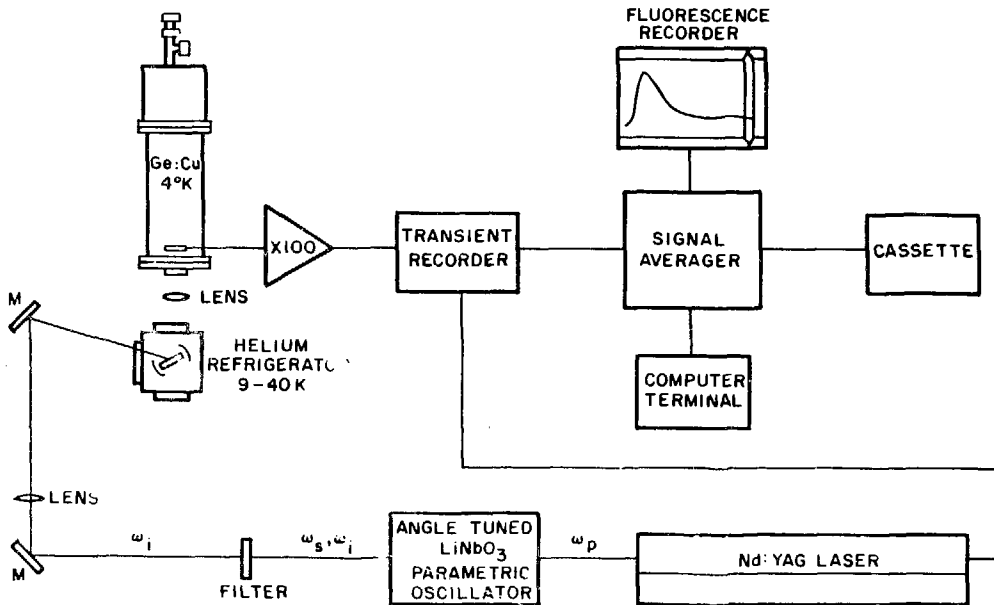 FLUORESCENCE
RECORDER
Ge:Cu
4°K
X100
TRANSIENT
RECORDER
SIGNAL
AVERAGER
CASSETTE
M
LENS
HELIUM
9-40K
COMPUTER
TERMINAL
LENS
M
ωi
FILTER
ωs,ωi
ANGLE TUNED
LiNbO3
PARAMETRIC
OSCILLATOR
ωp
Nd:YAG LASER